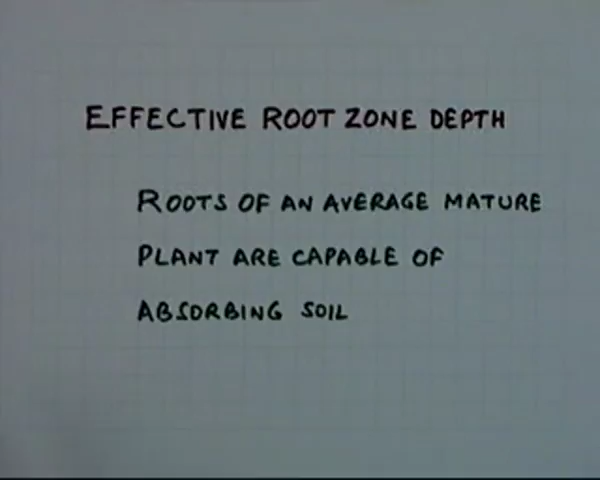 EFFECTIVE ROOT ZONE DEPTH
ROOTS OF AN AVERAGE MATURE
PLANT ARE CAPABLE OF
ABSORBING SOIL